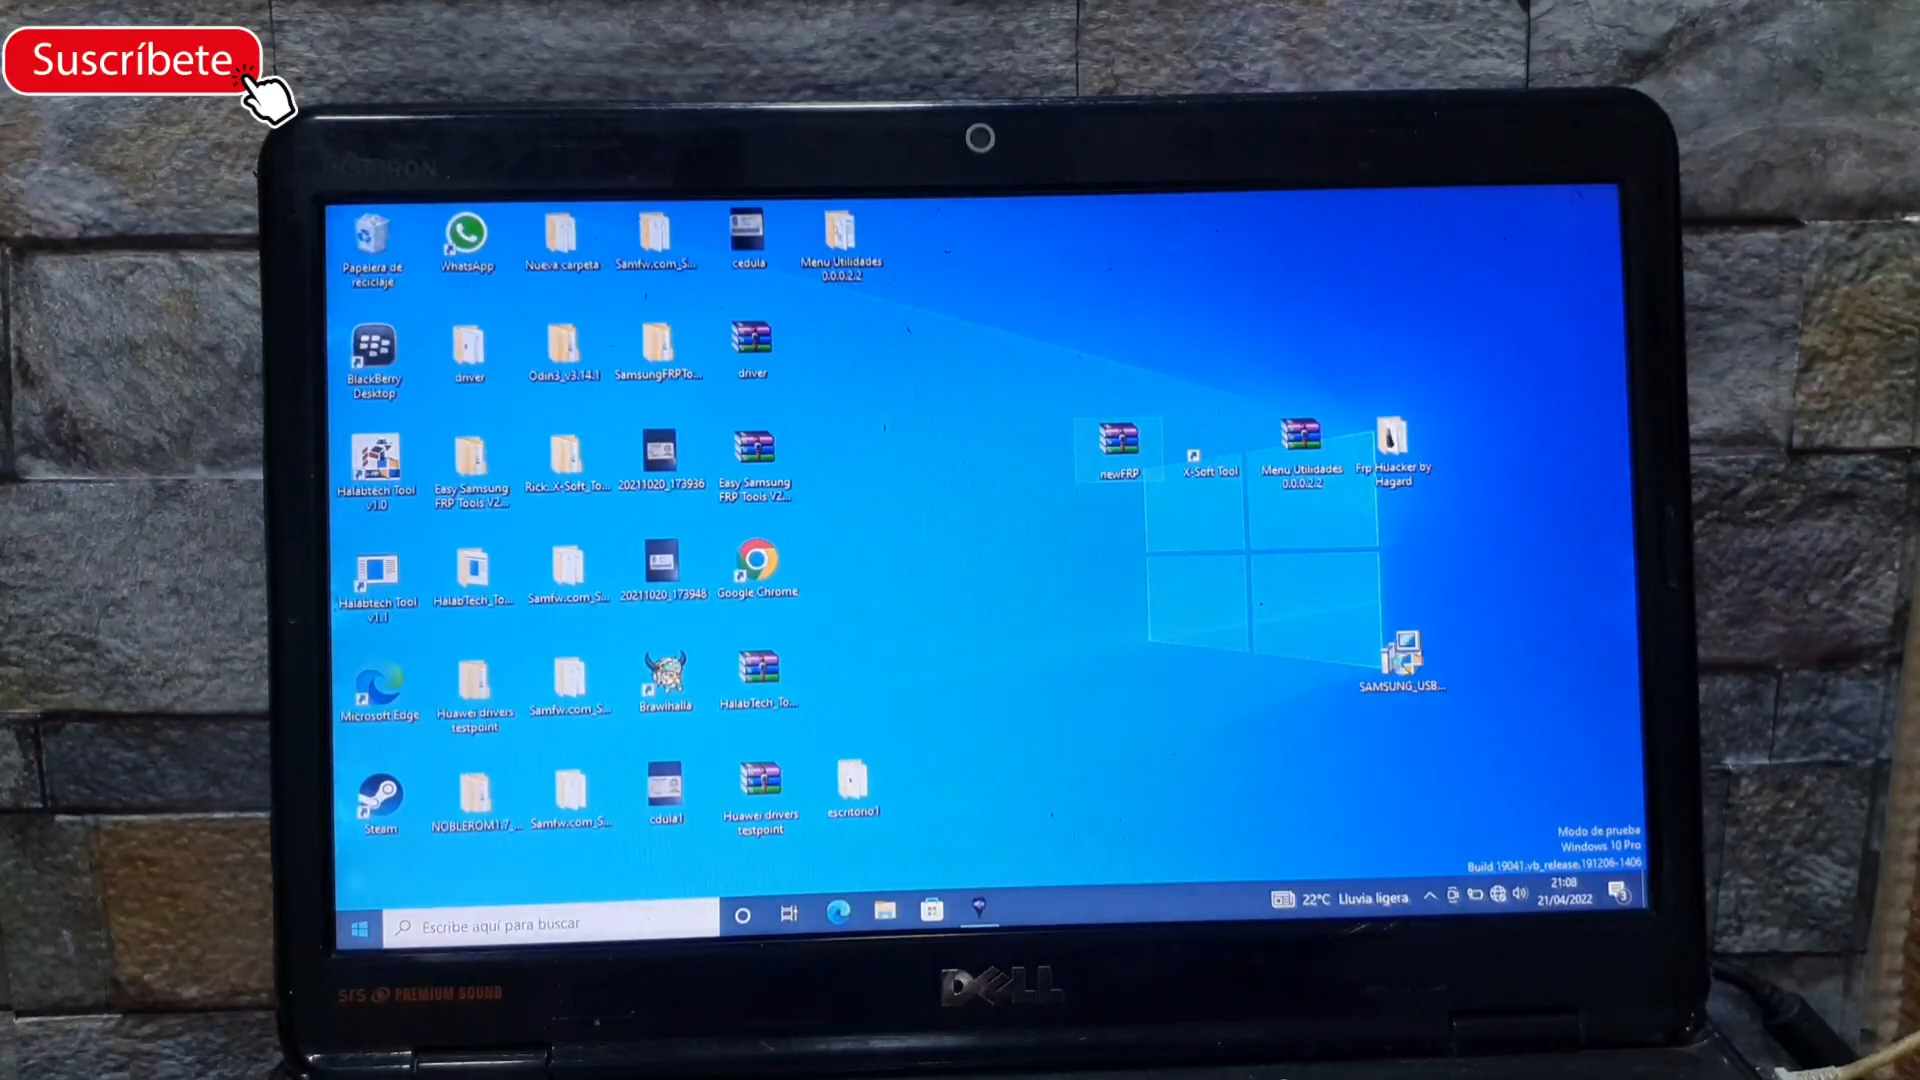 Suscríbete
INSPIRON
Papelera de
reciclaje
WhatsApp
Nueva carpeta
Samfw.com_S...
cedula
Menu Utilidades
0.0.0.2.2
BlackBerry
Desktop
driver
Odin3_v3.14.1
SamsungFRPTo...
driver
Halabtech Tool
v1.0
Easy Samsung
FRP Tools V2...
Rick..X-Soft_To...
20211020_173936
Easy Samsung
FRP Tools V2...
newFRP
X-Soft Tool
Menu Utilidades
0.0.0.2.2
Frp HiJacker by
Hagard
Halabtech Tool
v1.1
HalabTech_To...
Samfw.com_S...
20211020_173948
Google Chrome
Microsoft Edge
Huawei drivers
testpoint
Samfw.com_S...
Brawlhalla
HalabTech_To...
SAMSUNG_USB...
Steam
NOBLEROM1.7_...
Samfw.com_S...
cdula1
Huawei drivers
testpoint
escritorio1
Modo de prueba
Windows 10 Pro
Build 19041.vb_release.191206-1406
Escribe aquí para buscar
22°C Lluvia ligera
21:08
21/04/2022
3
DELL
SRS PREMIUM SOUND